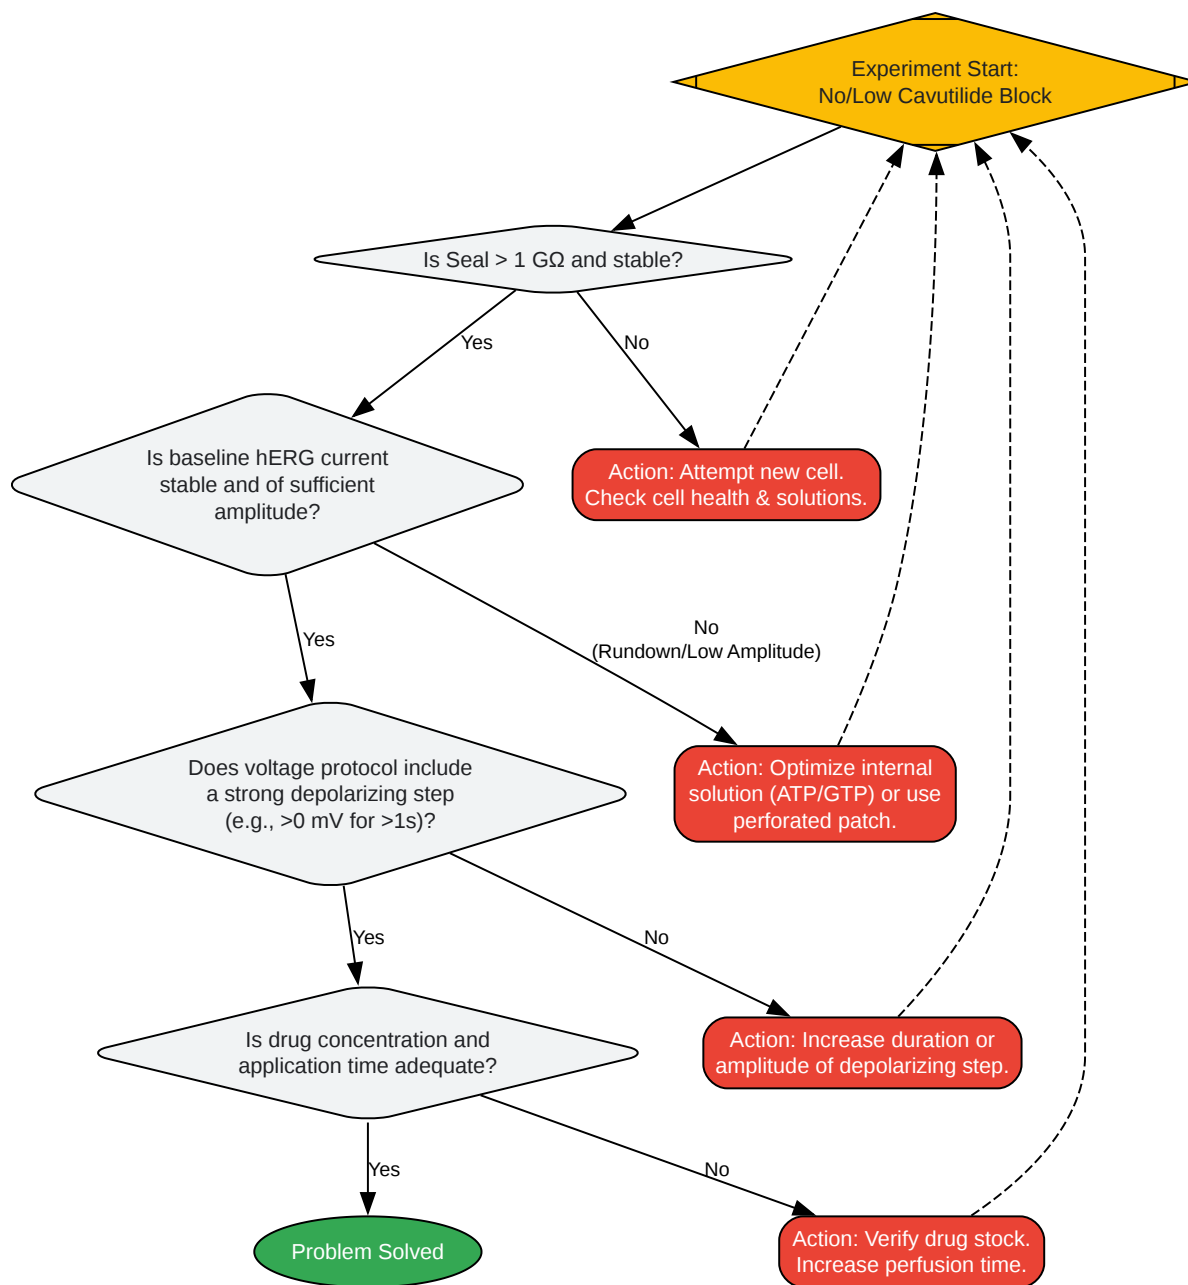 Experiment Start:
No/Low Cavutilide Block
Is Seal > 1 GΩ and stable?
Yes
No
Is baseline hERG current
stable and of sufficient
amplitude?
Action: Attempt new cell.
Check cell health & solutions.
Yes
No
(Rundown/Low Amplitude)
Does voltage protocol include
a strong depolarizing step
(e.g., >0 mV for >1s)?
Action: Optimize internal
solution (ATP/GTP) or use
perforated patch.
Yes
No
Is drug concentration and
application time adequate?
Action: Increase duration or
amplitude of depolarizing step.
Yes
No
Problem Solved
Action: Verify drug stock.
Increase perfusion time.